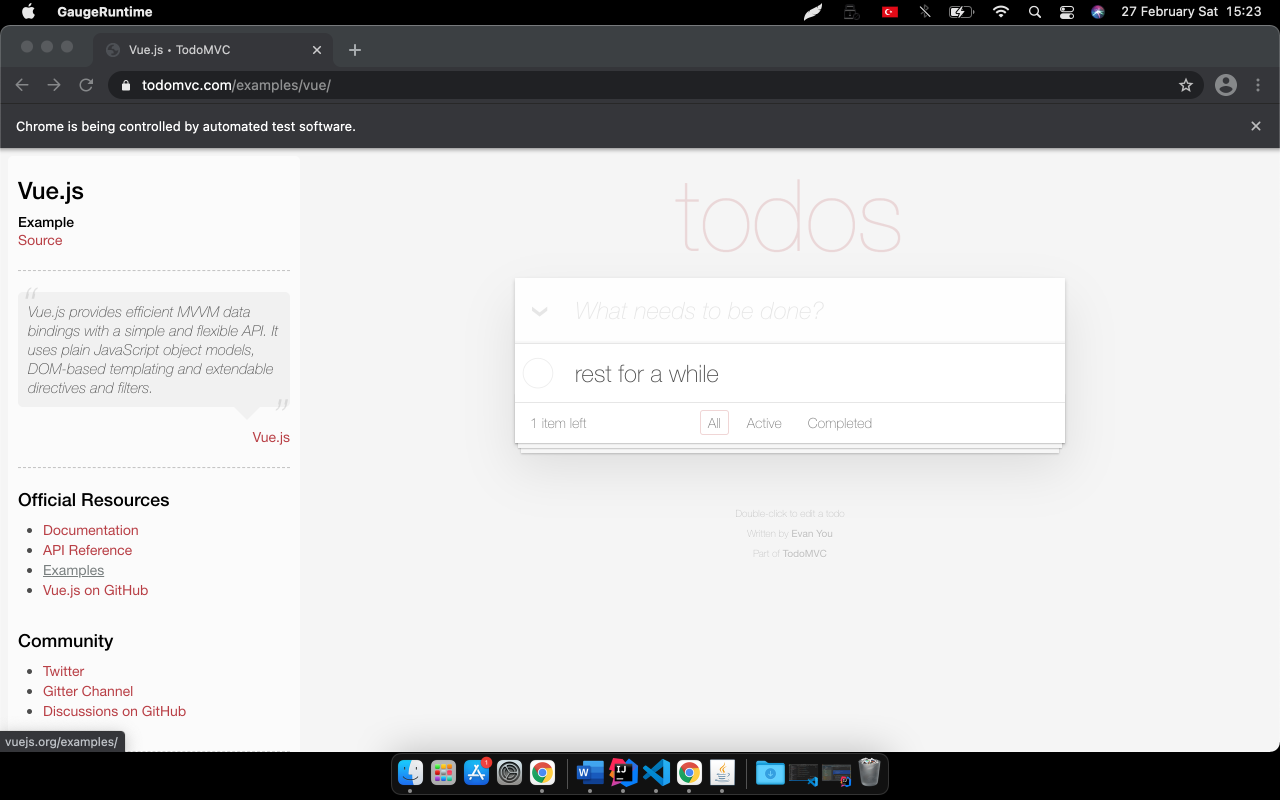 GaugeRuntime
27 February Sat 15:23
Vue.js • TodoMVC
todomvc.com/examples/vue/
Chrome is being controlled by automated test software.
Vue.js
Example
Source
“
Vue.js provides efficient MVVM data
bindings with a simple and flexible API. It
uses plain JavaScript object models,
DOM-based templating and extendable
directives and filters.
”
Vue.js
Official Resources
• Documentation
• API Reference
• Examples
• Vue.js on GitHub
Community
• Twitter
• Gitter Channel
• Discussions on GitHub
vuejs.org/examples/
todos
What needs to be done?
rest for a while
1 item left
All Active Completed
Double-click to edit a todo
Written by Evan You
Part of TodoMVC
1
W
IJ